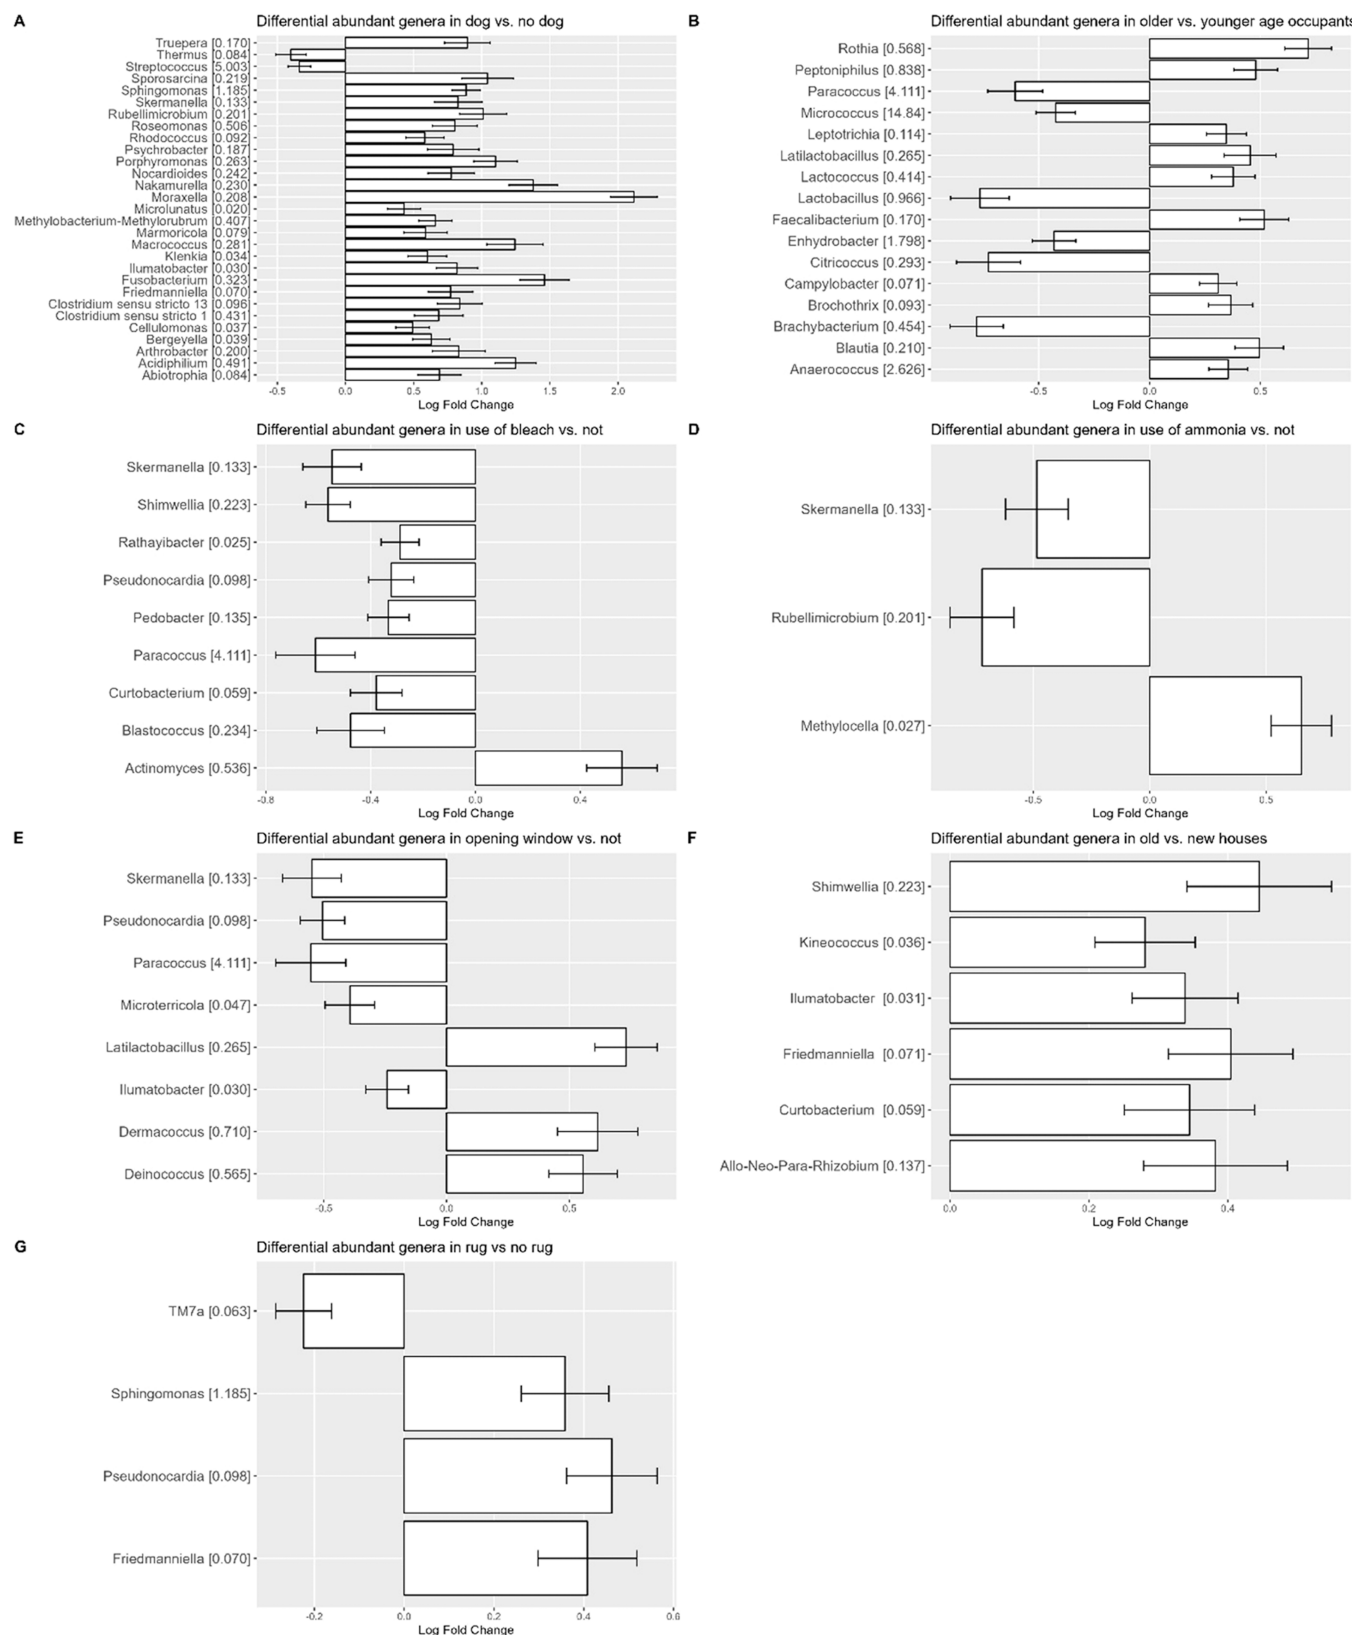 A
Differential abundant genera in dog vs. no dog
Truepera [0.170]
Thermus [0.084]
Streptococcus [5.003]
Sporosarcina [0.219]
Sphingomonas [1.185]
Skermanella [0.133]
Rubellimicrobium [0.201]
Roseomonas [0.506]
Rhodococcus [0.092]
Psychrobacter [0.187]
Porphyromonas [0.263]
Nocardioides [0.242]
Nakamurella [0.230]
Moraxella [0.208]
Microlunatus [0.020]
Methylobacterium-Methylorubrum [0.407]
Marmoricola [0.079]
Macrococcus [0.281]
Klenkia [0.034]
Ilumatobacter [0.030]
Fusobacterium [0.323]
Friedmanniella [0.070]
Clostridium sensu stricto 13 [0.096]
Clostridium sensu stricto 1 [0.431]
Cellulomonas [0.037]
Bergeyella [0.039]
Arthrobacter [0.200]
Acidiphilium [0.491]
Abiotrophia [0.084]
-0.5 0.0 0.5 1.0 1.5 2.0
Log Fold Change
B
Differential abundant genera in older vs. younger age occupants
Rothia [0.568]
Peptoniphilus [0.838]
Paracoccus [4.111]
Micrococcus [14.84]
Leptotrichia [0.114]
Latilactobacillus [0.265]
Lactococcus [0.414]
Lactobacillus [0.966]
Faecalibacterium [0.170]
Enhydrobacter [1.798]
Citricoccus [0.293]
Campylobacter [0.071]
Brochothrix [0.093]
Brachybacterium [0.454]
Blautia [0.210]
Anaerococcus [2.626]
-0.5 0.0 0.5
Log Fold Change
C
Differential abundant genera in use of bleach vs. not
Skermanella [0.133]
Shimwellia [0.223]
Rathayibacter [0.025]
Pseudonocardia [0.098]
Pedobacter [0.135]
Paracoccus [4.111]
Curtobacterium [0.059]
Blastococcus [0.234]
Actinomyces [0.536]
-0.8 -0.4 0.0 0.4
Log Fold Change
D
Differential abundant genera in use of ammonia vs. not
Skermanella [0.133]
Rubellimicrobium [0.201]
Methylocella [0.027]
-0.5 0.0 0.5
Log Fold Change
E
Differential abundant genera in opening window vs. not
Skermanella [0.133]
Pseudonocardia [0.098]
Paracoccus [4.111]
Microterricola [0.047]
Latilactobacillus [0.265]
Ilumatobacter [0.030]
Dermacoccus [0.710]
Deinococcus [0.565]
-0.5 0.0 0.5
Log Fold Change
F
Differential abundant genera in old vs. new houses
Shimwellia [0.223]
Kineococcus [0.036]
Ilumatobacter [0.031]
Friedmanniella [0.071]
Curtobacterium [0.059]
Allo-Neo-Para-Rhizobium [0.137]
0.0 0.2 0.4
Log Fold Change
G
Differential abundant genera in rug vs no rug
TM7a [0.063]
Sphingomonas [1.185]
Pseudonocardia [0.098]
Friedmanniella [0.070]
-0.2 0.0 0.2 0.4 0.6
Log Fold Change